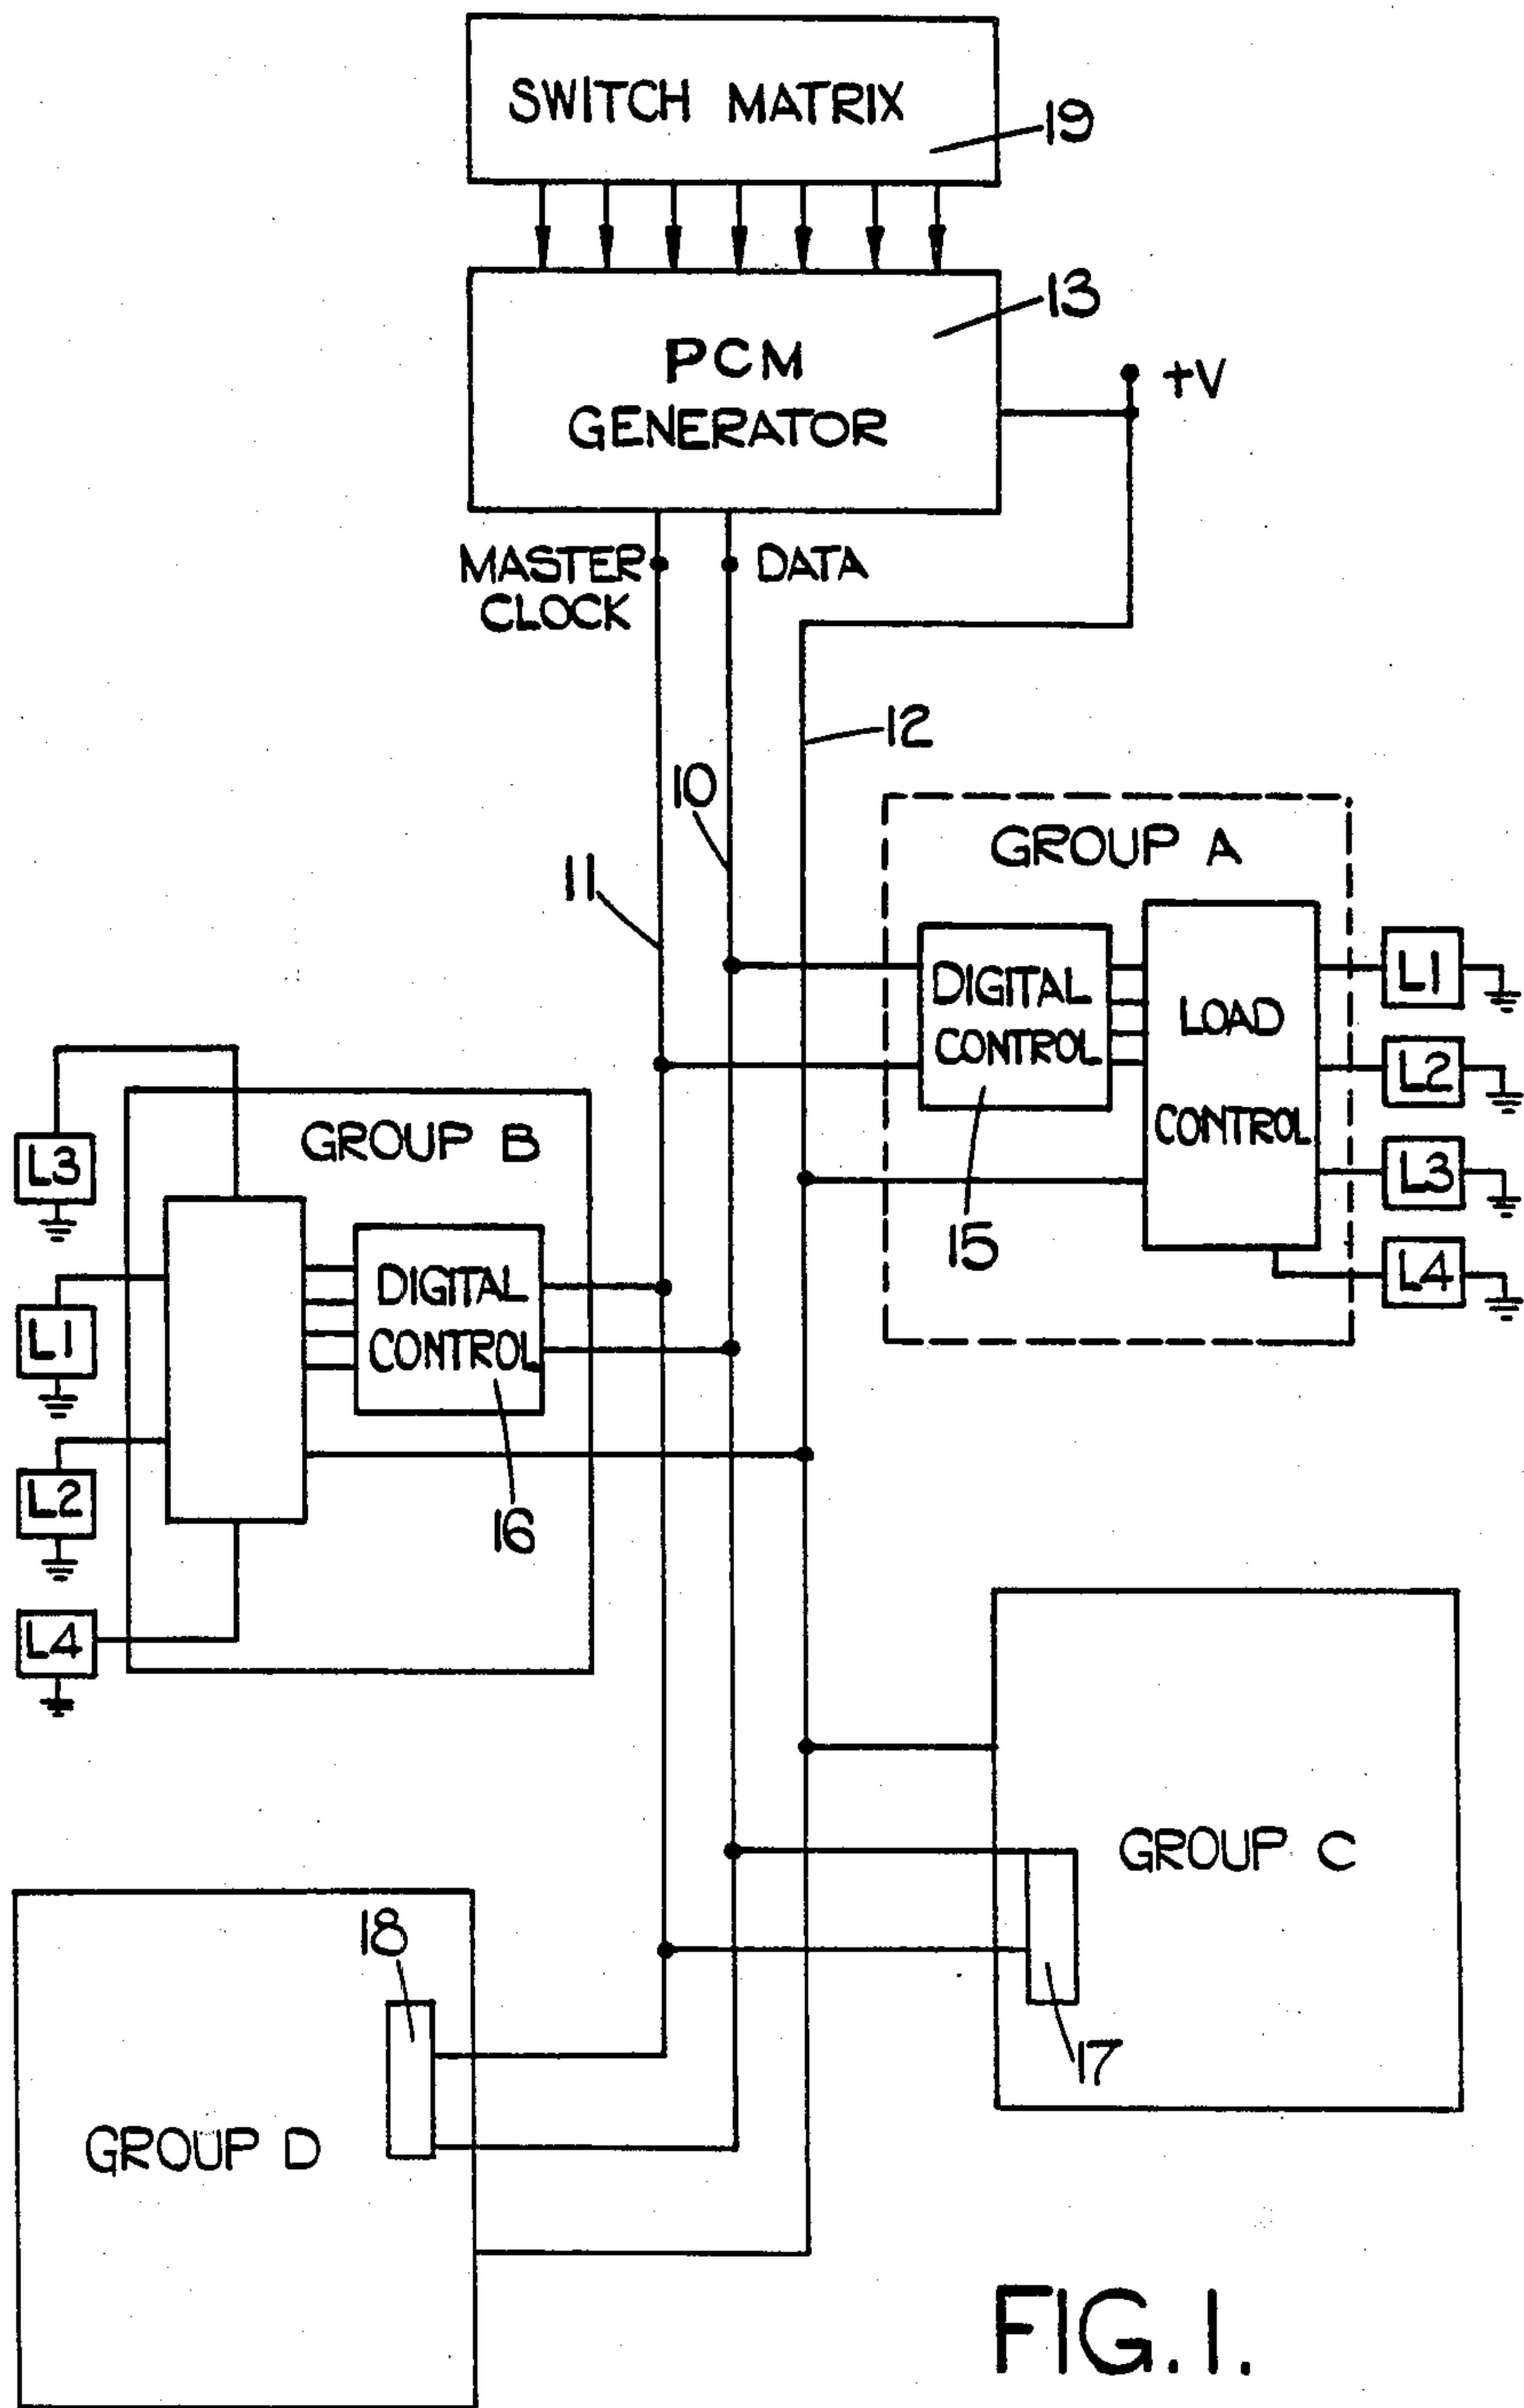 SWITCH MATRIX
19
13
PCM
GENERATOR
+V
MASTER
CLOCK
DATA
12
10
11
GROUP A
DIGITAL
CONTROL
LOAD
CONTROL
15
L1
L2
L3
L4
GROUP B
DIGITAL
CONTROL
16
L3
L1
L2
L4
GROUP C
17
18
GROUP D
FIG. 1.